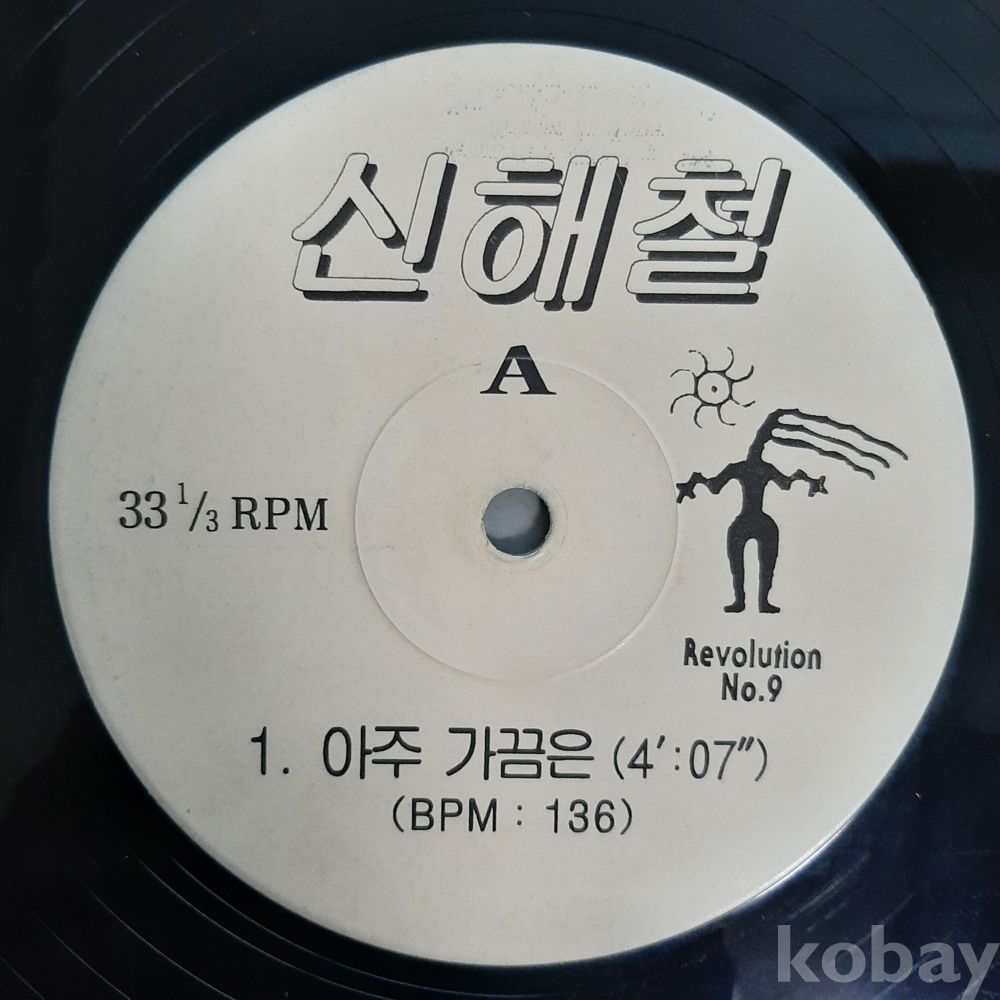 신해철
A
33 1/3 RPM
Revolution
No.9
1. 아주 가끔은 (4':07")
(BPM : 136)
kobay